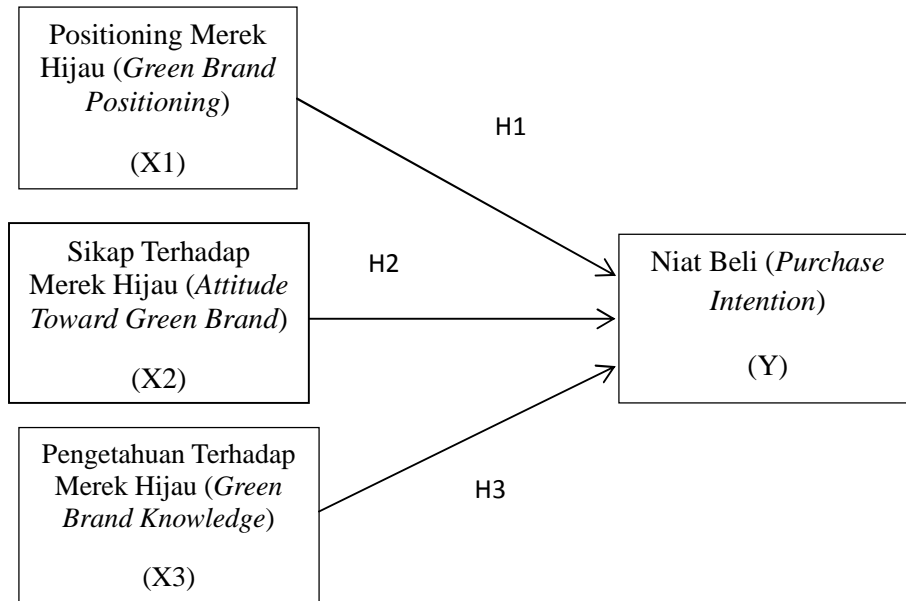 Positioning Merek
Hijau (Green Brand
Positioning)
(X1)
H1
Sikap Terhadap
Merek Hijau (Attitude
Toward Green Brand)
(X2)
H2
Niat Beli (Purchase
Intention)
(Y)
Pengetahuan Terhadap
Merek Hijau (Green
Brand Knowledge)
(X3)
H3